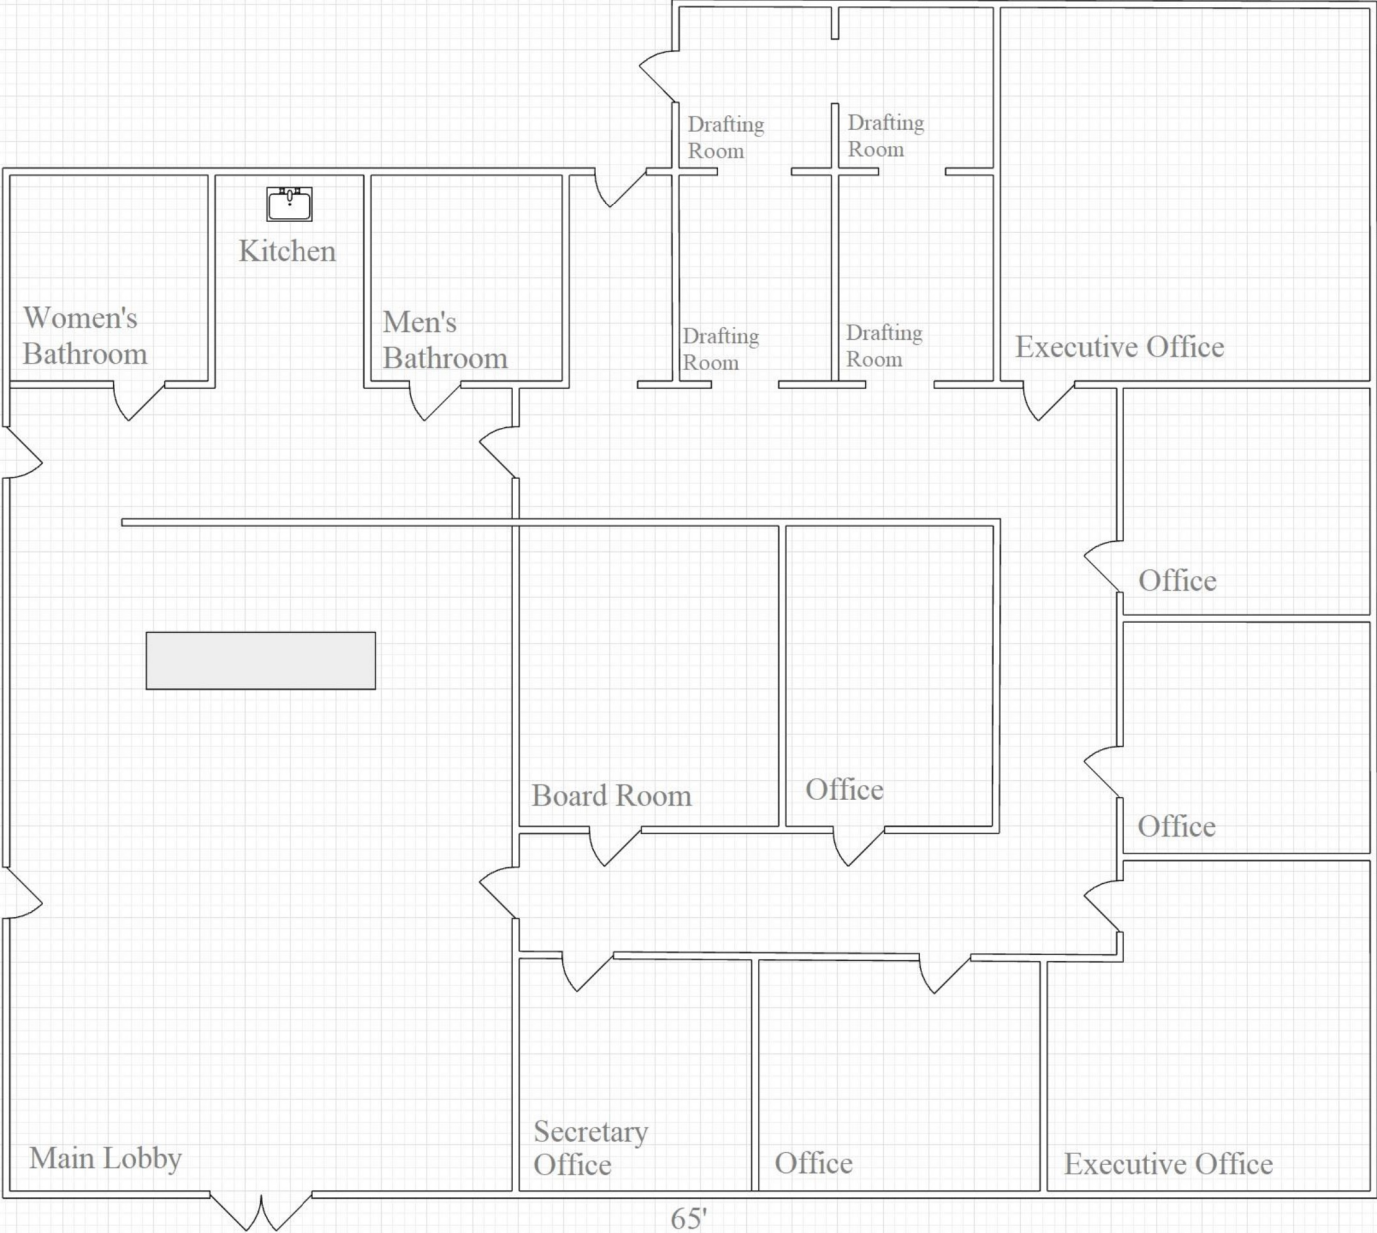 Drafting
Room
Drafting
Room
Kitchen
Women's
Bathroom
Men's
Bathroom
Drafting
Room
Drafting
Room
Executive Office
Office
Board Room
Office
Office
Main Lobby
Secretary
Office
Office
Executive Office
65'